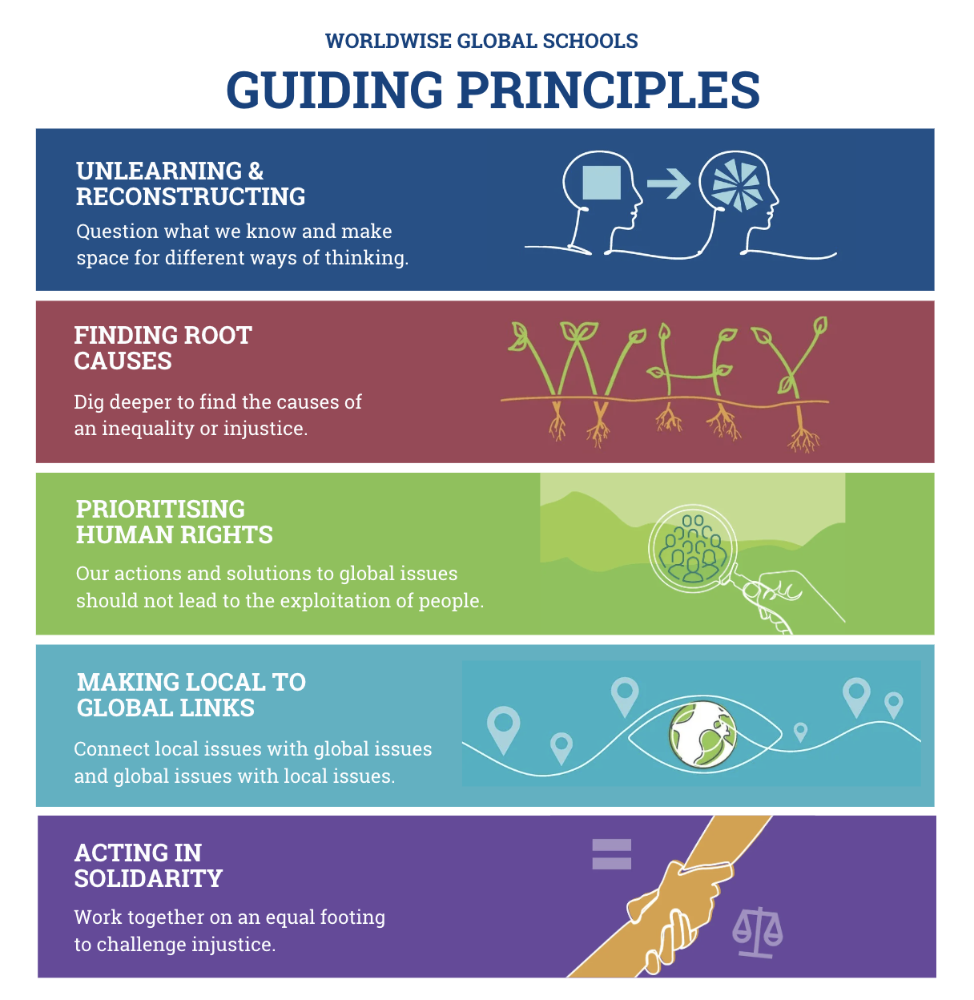 WORLDWISE GLOBAL SCHOOLS
GUIDING PRINCIPLES
UNLEARNING &
RECONSTRUCTING
Question what we know and make
space for different ways of thinking.
FINDING ROOT
CAUSES
Dig deeper to find the causes of
an inequality or injustice.
WHY
PRIORITISING
HUMAN RIGHTS
Our actions and solutions to global issues
should not lead to the exploitation of people.
MAKING LOCAL TO
GLOBAL LINKS
Connect local issues with global issues
and global issues with local issues.
ACTING IN
SOLIDARITY
Work together on an equal footing
to challenge injustice.